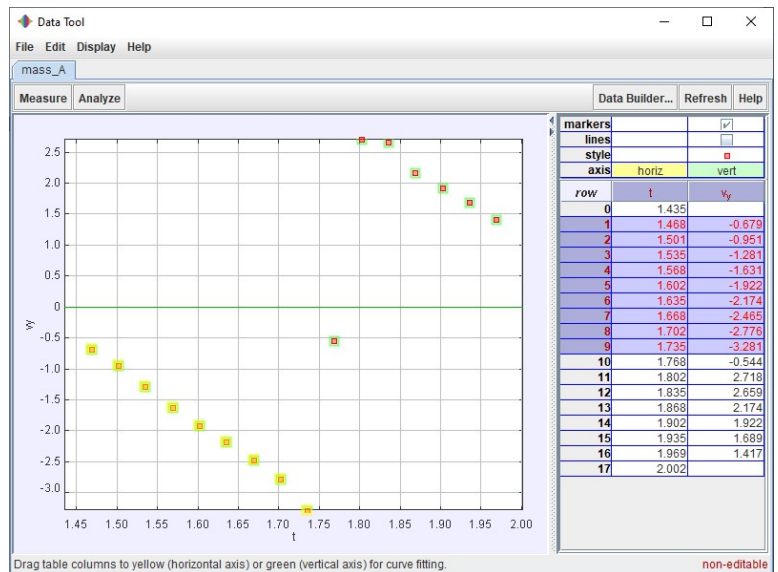 Data Tool
File Edit Display Help
mass_A
Measure Analyze Data Builder... Refresh Help
2.5
2.0
1.5
1.0
0.5
0
-0.5
-1.0
-1.5
-2.0
-2.5
-3.0
vy
1.45 1.50 1.55 1.60 1.65 1.70 1.75 1.80 1.85 1.90 1.95 2.00
t
markers
lines
style
axis horiz vert
row t vy
0 1.435
1 1.468 -0.679
2 1.501 -0.951
3 1.535 -1.281
4 1.568 -1.631
5 1.602 -1.922
6 1.635 -2.174
7 1.668 -2.465
8 1.702 -2.776
9 1.735 -3.281
10 1.768 -0.544
11 1.802 2.718
12 1.835 2.659
13 1.868 2.174
14 1.902 1.922
15 1.935 1.689
16 1.969 1.417
17 2.002
Drag table columns to yellow (horizontal axis) or green (vertical axis) for curve fitting. non-editable